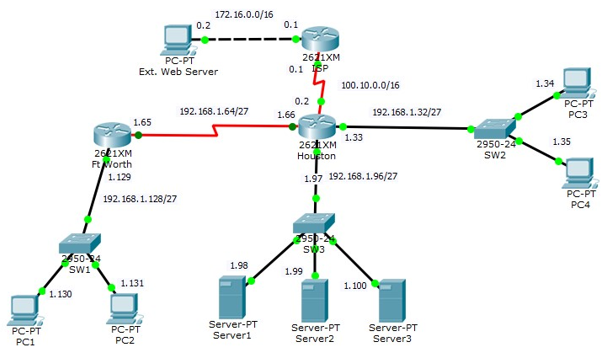 172.16.0.0/16
0.2
0.1
PC-PT
Ext. Web Server
2621XM
ISP
0.1
100.10.0.0/16
0.2
192.168.1.64/27
1.65
1.66
2621XM
Ft Worth
2621XM
Houston
1.33
192.168.1.32/27
2950-24
SW2
1.34
PC-PT
PC3
1.35
PC-PT
PC4
1.129
192.168.1.128/27
2950-24
SW1
1.130
1.131
PC-PT
PC1
PC-PT
PC2
1.97
192.168.1.96/27
2950-24
SW3
1.98
1.99
1.100
Server-PT
Server1
Server-PT
Server2
Server-PT
Server3